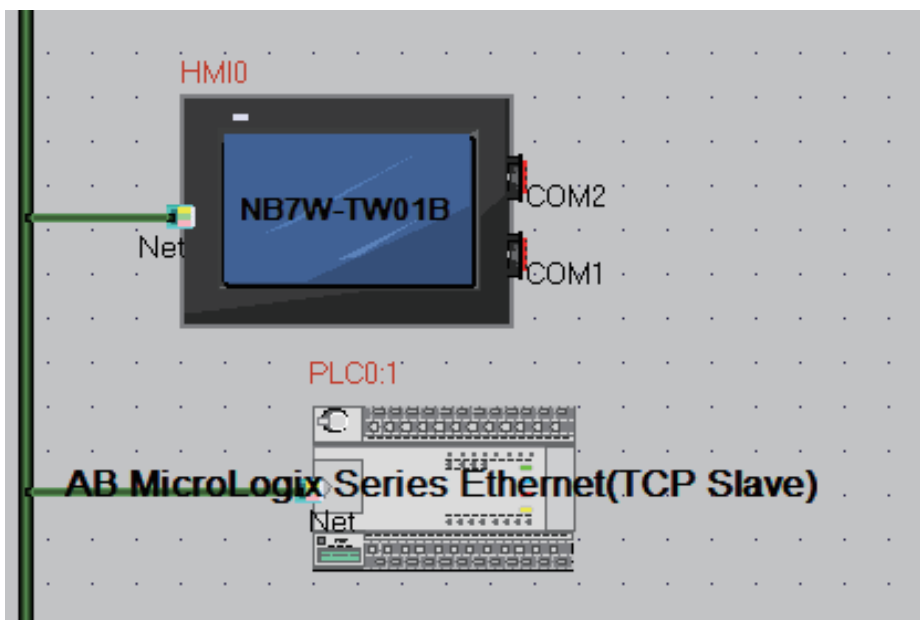 HMI0
NB7W-TW01B
COM2
Net
COM1
PLC0:1
AB MicroLogix Series Ethernet(TCP Slave)
Net